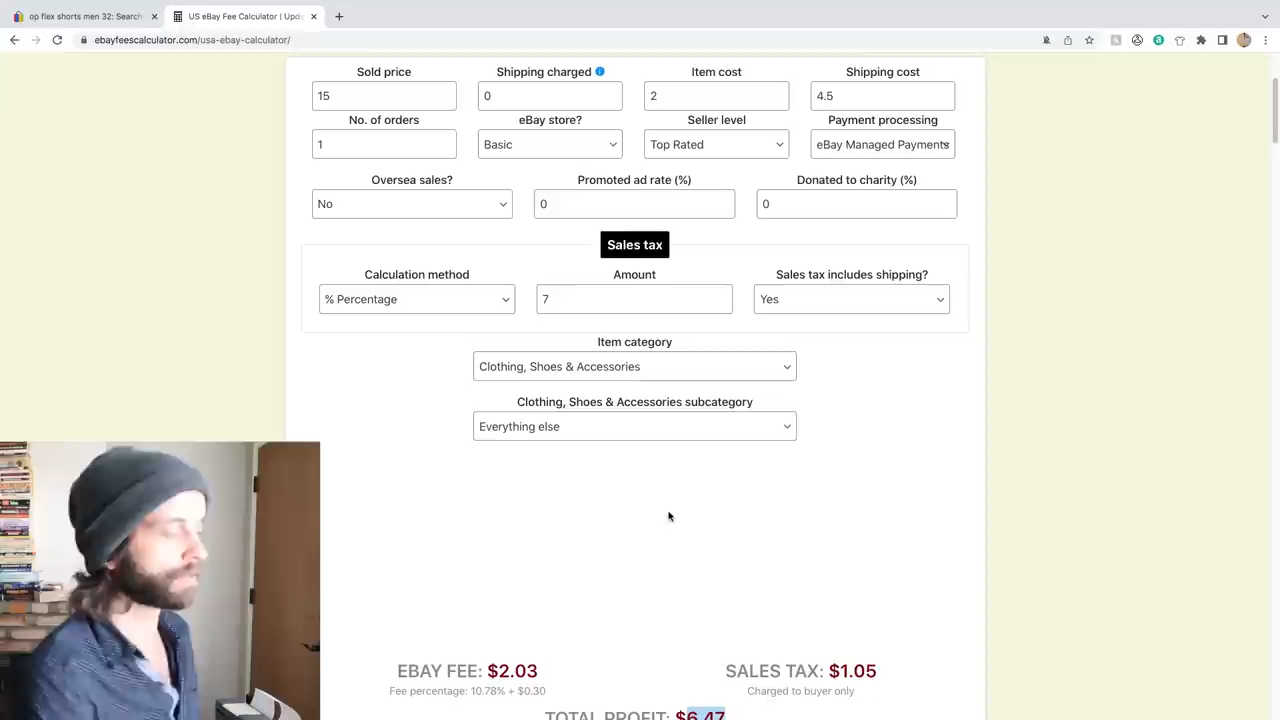 op flex shorts men 32: Search
US eBay Fee Calculator | Upd
ebayfeescalculator.com/usa-ebay-calculator/
Sold price
Shipping charged
Item cost
Shipping cost
15
0
2
4.5
No. of orders
eBay store?
Seller level
Payment processing
1
Basic
Top Rated
eBay Managed Payments
Oversea sales?
Promoted ad rate (%)
Donated to charity (%)
No
0
0
Sales tax
Calculation method
Amount
Sales tax includes shipping?
% Percentage
7
Yes
Item category
Clothing, Shoes & Accessories
Clothing, Shoes & Accessories subcategory
Everything else
EBAY FEE: $2.03
SALES TAX: $1.05
Fee percentage: 10.78% + $0.30
Charged to buyer only
TOTAL PROFIT: $6.47